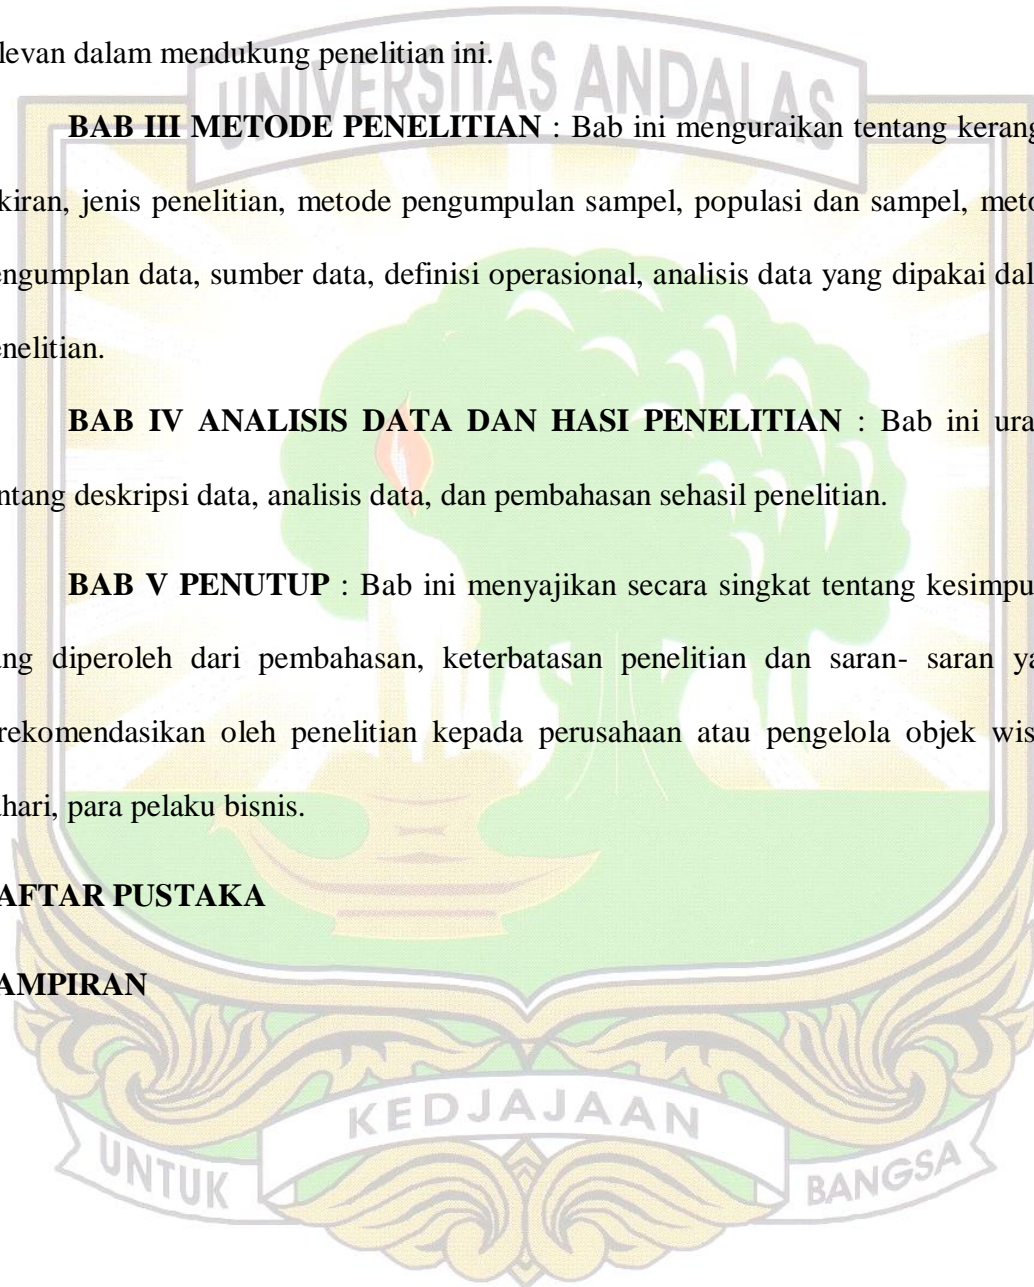 levan dalam mendukung penelitian ini.
UNIVERSITAS ANDALAS
BAB III METODE PENELITIAN : Bab ini menguraikan tentang kerang
kiran, jenis penelitian, metode pengumpulan sampel, populasi dan sampel, meto
engumplan data, sumber data, definisi operasional, analisis data yang dipakai dal
enelitian.
BAB IV ANALISIS DATA DAN HASI PENELITIAN : Bab ini ura
ntang deskripsi data, analisis data, dan pembahasan sehasil penelitian.
BAB V PENUTUP : Bab ini menyajikan secara singkat tentang kesimpu
ng diperoleh dari pembahasan, keterbatasan penelitian dan saran- saran ya
rekomendasikan oleh penelitian kepada perusahaan atau pengelola objek wis
hari, para pelaku bisnis.
AFTAR PUSTAKA
AMPIRAN
UNTUK KEDJAJAAN BANGSA